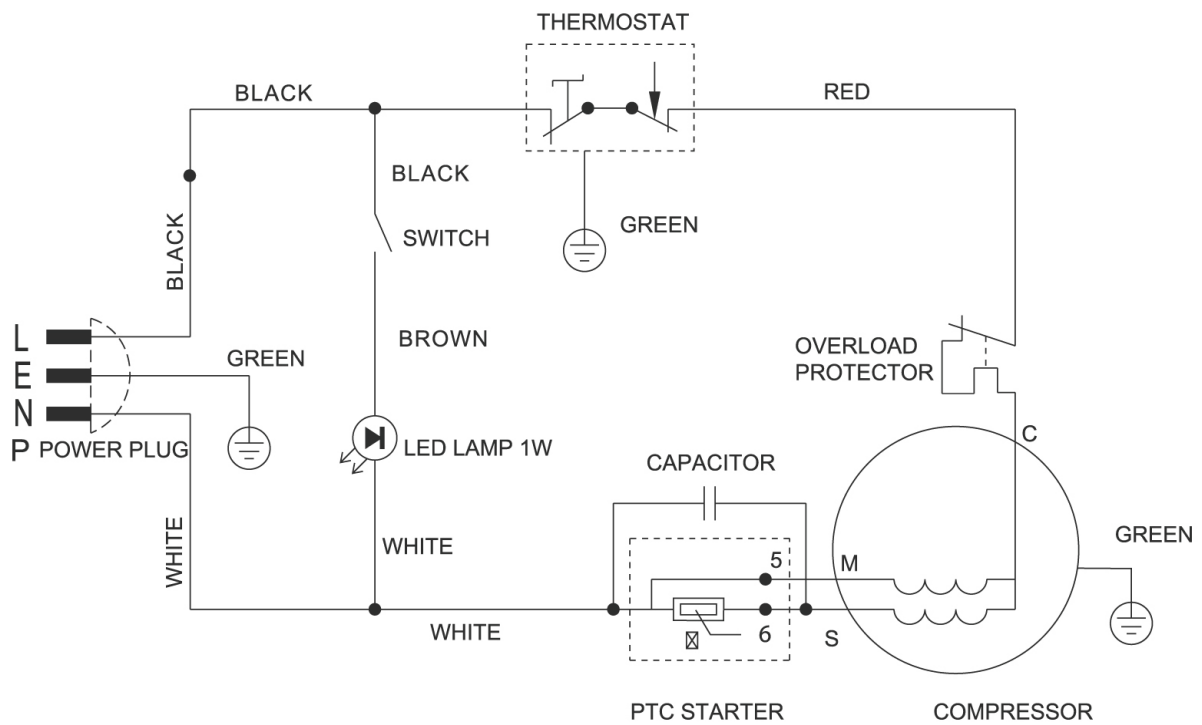 THERMOSTAT
BLACK
RED
BLACK
GREEN
SWITCH
BLACK
BROWN
L
GREEN
OVERLOAD
PROTECTOR
E
N
P POWER PLUG
LED LAMP 1W
C
CAPACITOR
WHITE
WHITE
GREEN
5
M
WHITE
6
S
PTC STARTER
COMPRESSOR